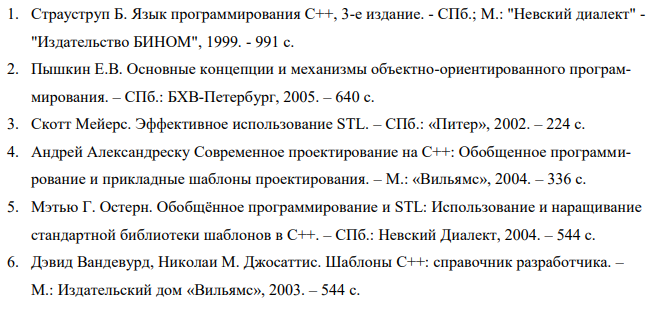 1. Страуструп Б. Язык программирования С++, 3-е издание. - СПб.; М.: "Невский диалект" -
"Издательство БИНОМ", 1999. - 991 с.
2. Пышкин Е.В. Основные концепции и механизмы объектно-ориентированного програм-
мирования. – СПб.: БХВ-Петербург, 2005. – 640 с.
3. Скотт Мейерс. Эффективное использование STL. – СПб.: «Питер», 2002. – 224 с.
4. Андрей Александреску Современное проектирование на С++: Обобщенное программи-
рование и прикладные шаблоны проектирования. – М.: «Вильямс», 2004. – 336 с.
5. Мэтью Г. Остерн. Обобщённое программирование и STL: Использование и наращивание
стандартной библиотеки шаблонов в С++. – СПб.: Невский Диалект, 2004. – 544 с.
6. Дэвид Вандевурд, Николаи М. Джосаттис. Шаблоны С++: справочник разработчика. –
М.: Издательский дом «Вильямс», 2003. – 544 с.